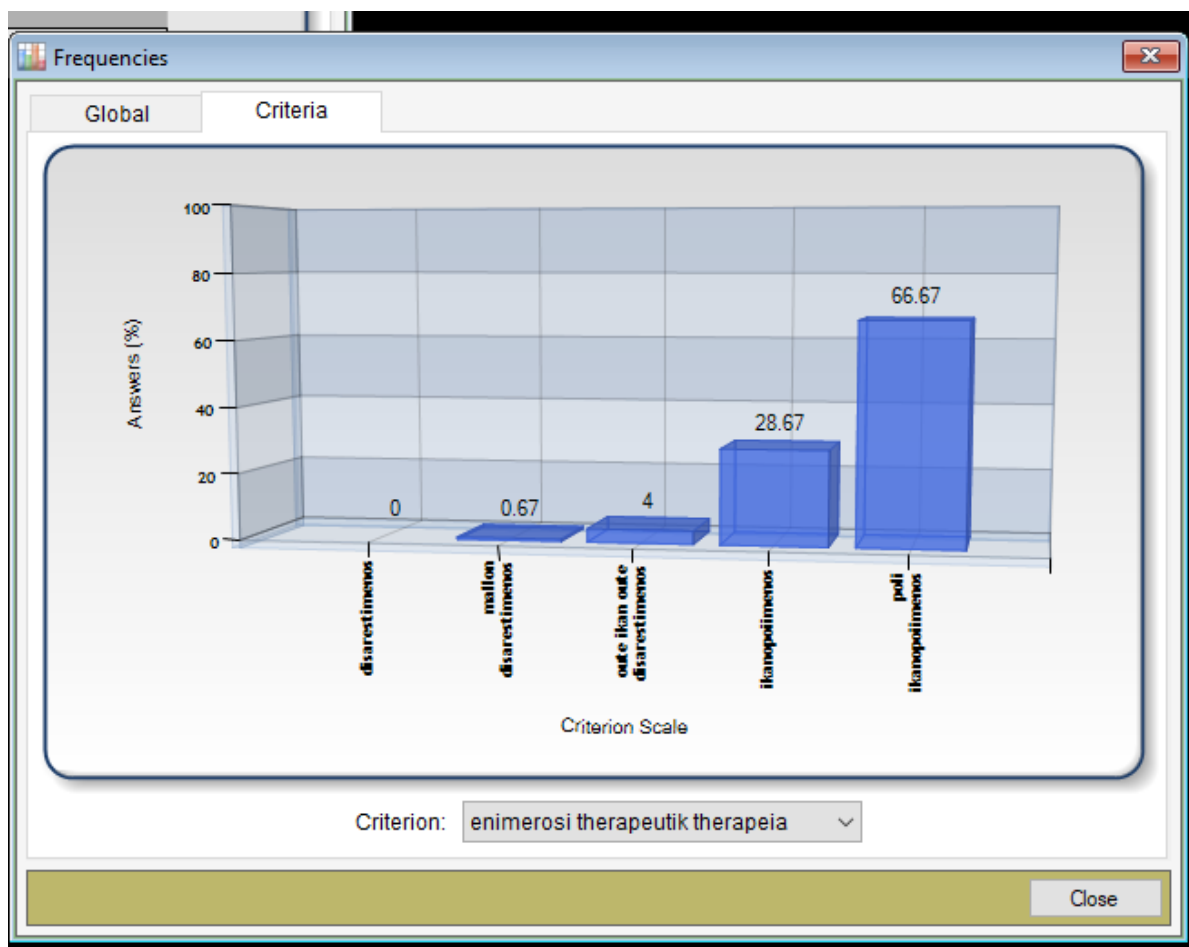 Frequencies
Global
Criteria
100
80
60
40
20
0
Answers (%)
0
0.67
4
28.67
66.67
disarestimenos
mallon
disarestimenos
oute ikan oute
disarestimenos
ikanopoiimenos
poli
ikanopoiimenos
Criterion Scale
Criterion:
enimerosi therapeutik therapeia
Close